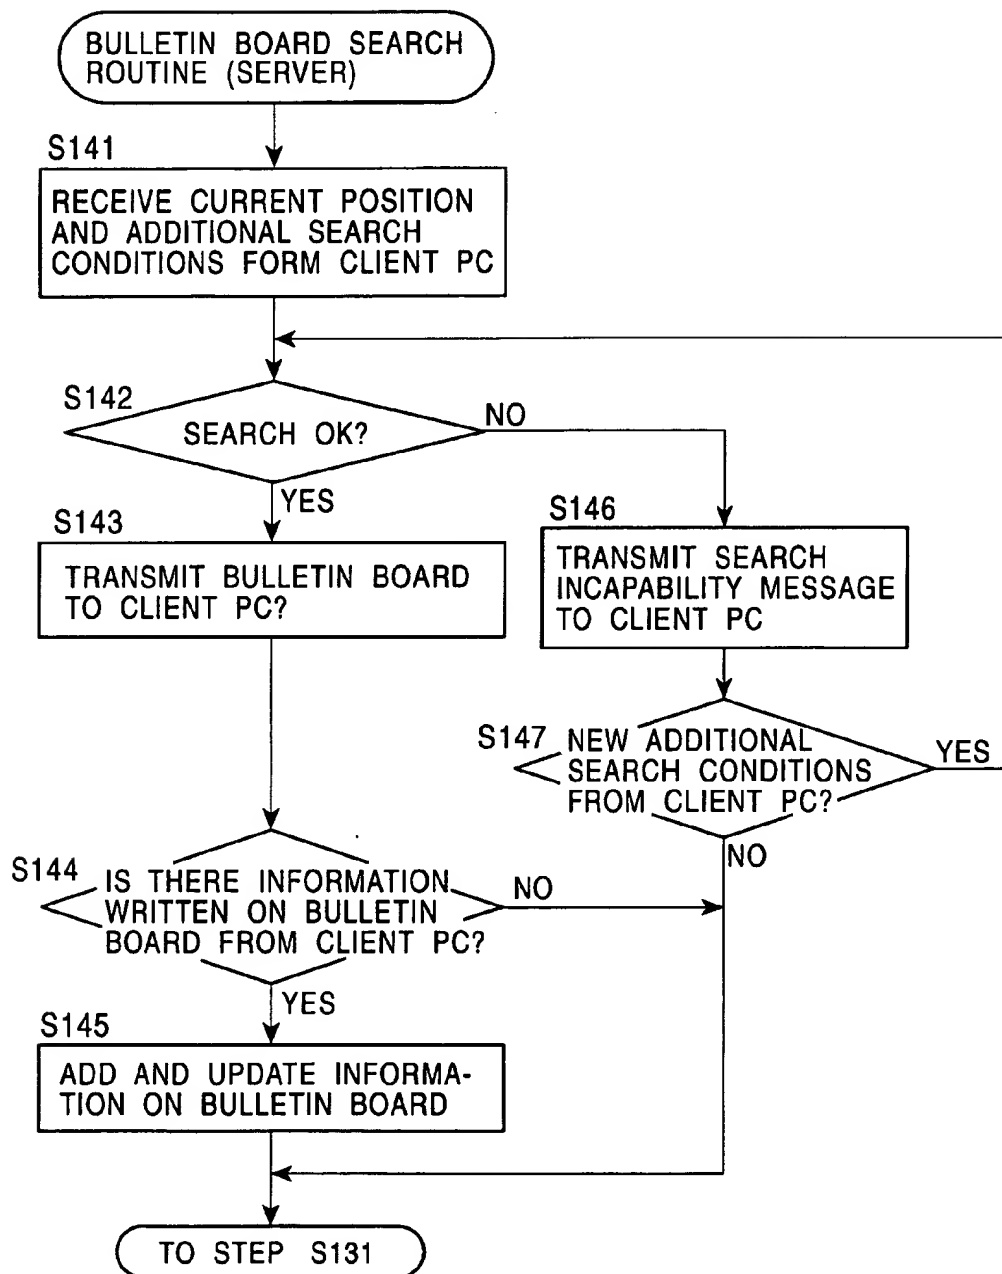 BULLETIN BOARD SEARCH
ROUTINE (SERVER)
S141
RECEIVE CURRENT POSITION
AND ADDITIONAL SEARCH
CONDITIONS FORM CLIENT PC
S142
SEARCH OK?
NO
YES
S143
TRANSMIT BULLETIN BOARD
TO CLIENT PC?
S146
TRANSMIT SEARCH
INCAPABILITY MESSAGE
TO CLIENT PC
S147
NEW ADDITIONAL
SEARCH CONDITIONS
FROM CLIENT PC?
YES
NO
S144
IS THERE INFORMATION
WRITTEN ON BULLETIN
BOARD FROM CLIENT PC?
NO
YES
S145
ADD AND UPDATE INFORMA-
TION ON BULLETIN BOARD
TO STEP S131